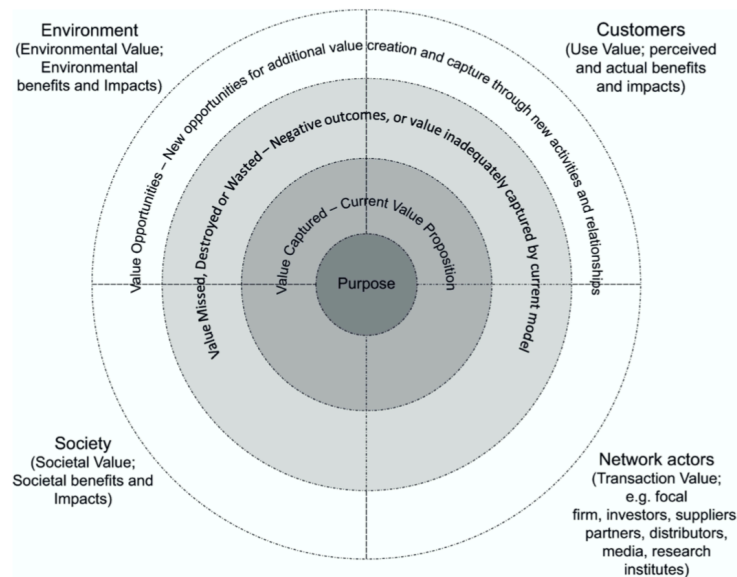 Environment
(Environmental Value;
Environmental
benefits and Impacts)
Customers
(Use Value; perceived
and actual benefits
and impacts)
Value Opportunities – New opportunities for additional value creation and capture through new activities and relationships
Value Missed, Destroyed or Wasted – Negative outcomes, or value inadequately captured by current model
Value Captured – Current Value Proposition
Purpose
Society
(Societal Value;
Societal benefits and
Impacts)
Network actors
(Transaction Value;
e.g. focal
firm, investors, suppliers
partners, distributors,
media, research
institutes)